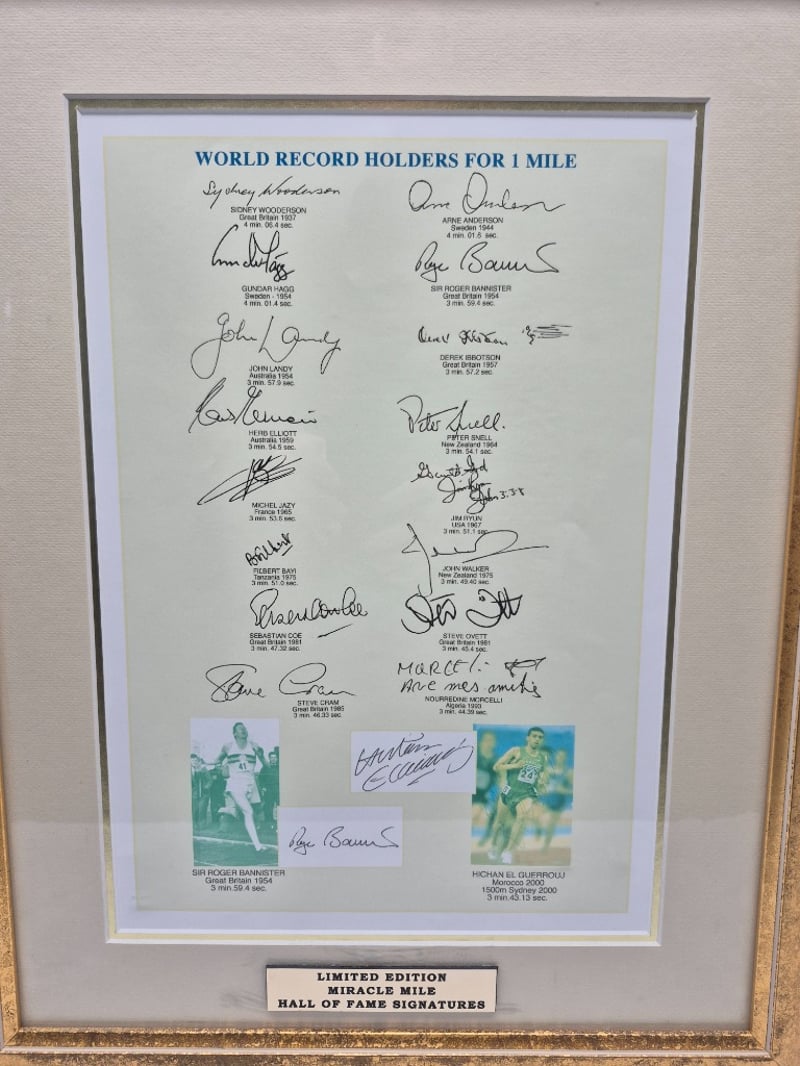 WORLD RECORD HOLDERS FOR 1 MILE
Sydney Wooderson
SIDNEY WOODERSON
Great Britain 1937
4 min. 06.4 sec.
ARNE ANDERSON
Sweden 1944
4 min. 01.6 sec.
GUNDAR HAGG
Sweden - 1954
4 min. 01.4 sec.
SIR ROGER BANNISTER
Great Britain 1954
3 min. 59.4 sec.
John Landy
JOHN LANDY
Australia 1954
3 min. 57.9 sec.
DEREK IBBOTSON
Great Britain 1957
3 min. 57.2 sec.
HERB ELLIOTT
Australia 1959
3 min. 54.5 sec.
Peter Snell.
PETER SNELL
New Zealand 1964
3 min. 54.1 sec.
MICHEL JAZY
France 1965
3 min. 53.6 sec.
JIM RYUN
USA 1967
3 min. 51.1 sec.
FILBERT BAYI
Tanzania 1975
3 min. 51.0 sec.
JOHN WALKER
New Zealand 1975
3 min. 49.40 sec.
SEBASTIAN COE
Great Britain 1981
3 min. 47.32 sec.
STEVE OVETT
Great Britain 1981
3 min. 45.4 sec.
Steve Cram
STEVE CRAM
Great Britain 1985
3 min. 46.33 sec.
MORCELI
Ave mes amitiés
NOURREDINE MORCELLI
Algeria 1993
3 min. 44.39 sec.
41
SIR ROGER BANNISTER
Great Britain 1954
3 min.59.4 sec.
HICHAN EL GUERROUJ
Morocco 2000
1500m Sydney 2000
3 min.43.13 sec.
LIMITED EDITION
MIRACLE MILE
HALL OF FAME SIGNATURES